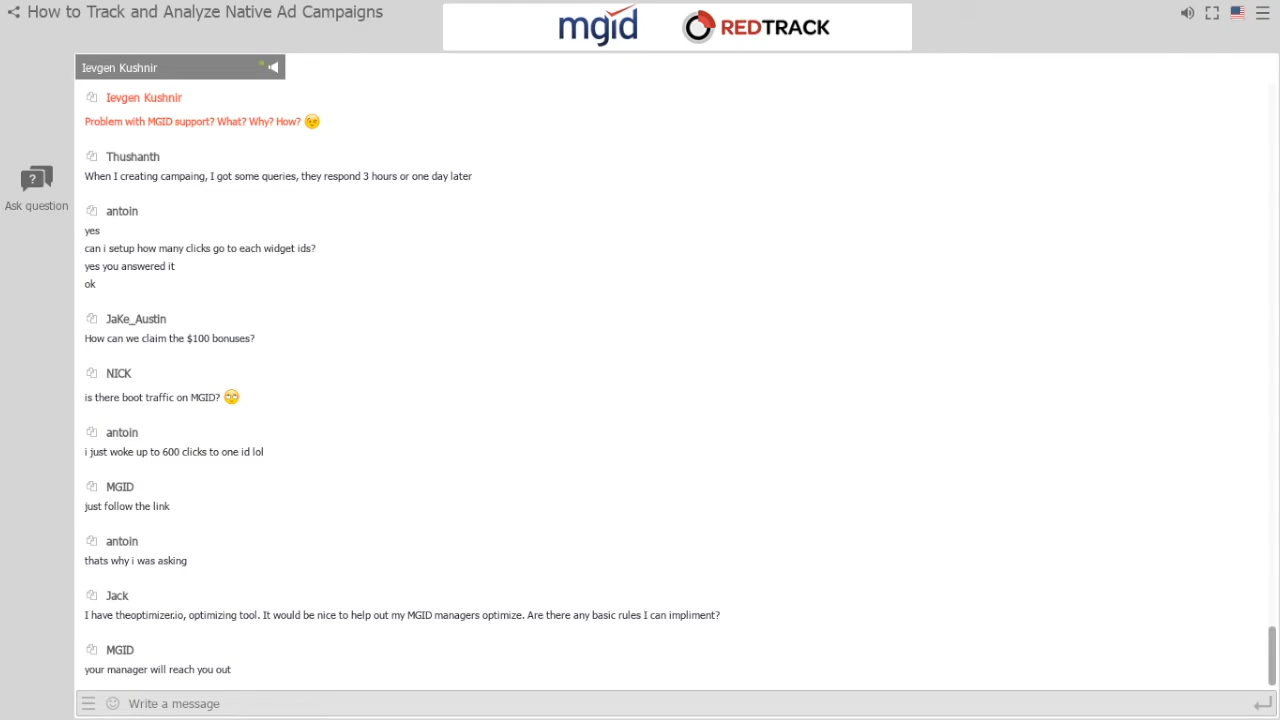 How to Track and Analyze Native Ad Campaigns
mgid
REDTRACK
Ievgen Kushnir
Ievgen Kushnir
Problem with MGID support? What? Why? How?
Thushanth
When I creating campaing, I got some queries, they respond 3 hours or one day later
Ask question
antoin
yes
can i setup how many clicks go to each widget ids?
yes you answered it
ok
JaKe_Austin
How can we claim the $100 bonuses?
NICK
is there boot traffic on MGID?
antoin
i just woke up to 600 clicks to one id lol
MGID
just follow the link
antoin
thats why i was asking
Jack
I have theoptimizer.io, optimizing tool. It would be nice to help out my MGID managers optimize. Are there any basic rules I can impliment?
MGID
your manager will reach you out
Write a message